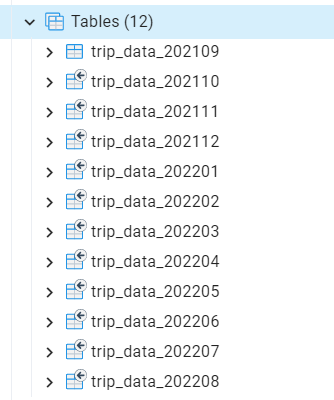 Tables (12)
trip_data_202109
trip_data_202110
trip_data_202111
trip_data_202112
trip_data_202201
trip_data_202202
trip_data_202203
trip_data_202204
trip_data_202205
trip_data_202206
trip_data_202207
trip_data_202208